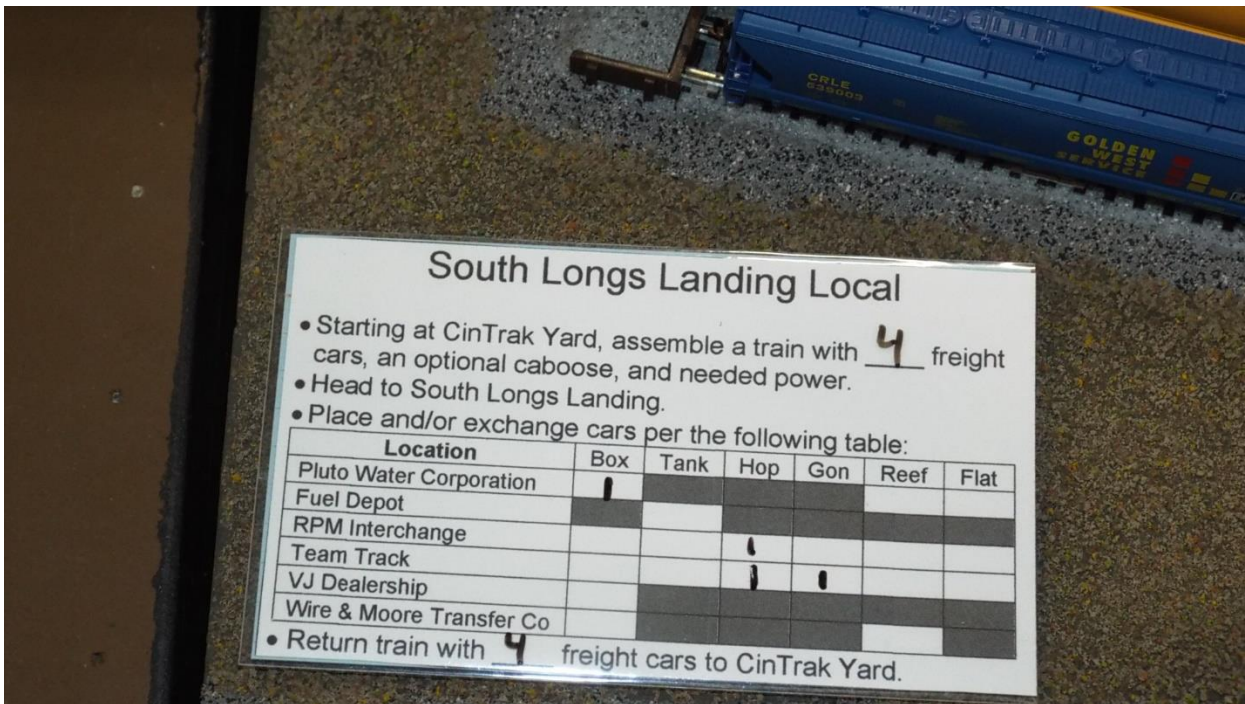 CRLE
GOLDEN
WEST
SERVICE
South Longs Landing Local
• Starting at CinTrak Yard, assemble a train with 4 freight
cars, an optional caboose, and needed power.
• Head to South Longs Landing.
• Place and/or exchange cars per the following table:
Location Box Tank Hop Gon Reef Flat
Pluto Water Corporation 1
Fuel Depot
RPM Interchange 1
Team Track 1 1
VJ Dealership
Wire & Moore Transfer Co
• Return train with 4 freight cars to CinTrak Yard.